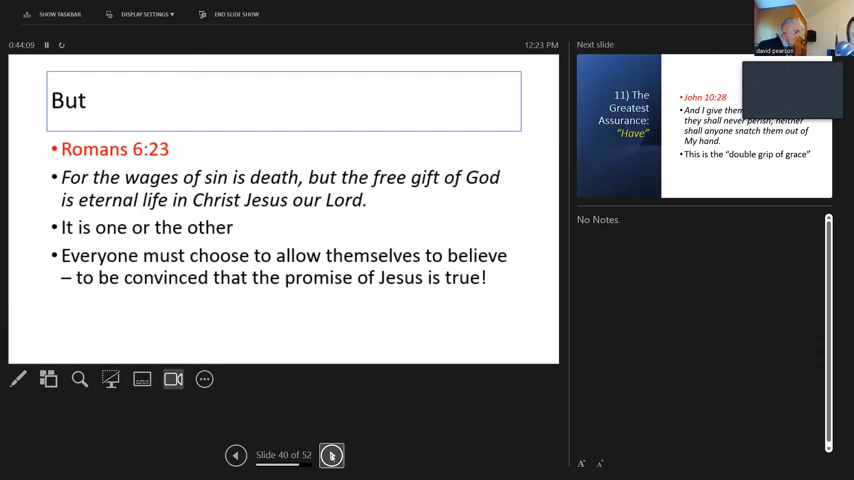 SHOW TASKBAR
DISPLAY SETTINGS ▼
END SLIDE SHOW
0:44:09
12:23 PM
But
• Romans 6:23
• For the wages of sin is death, but the free gift of God
is eternal life in Christ Jesus our Lord.
• It is one or the other
• Everyone must choose to allow themselves to believe
– to be convinced that the promise of Jesus is true!
Slide 40 of 52
david pearson
Next slide
11) The
Greatest
Assurance:
"Have"
• John 10:28
• And I give them
they shall never perish; neither
shall anyone snatch them out of
My hand.
• This is the "double grip of grace"
No Notes.
A A